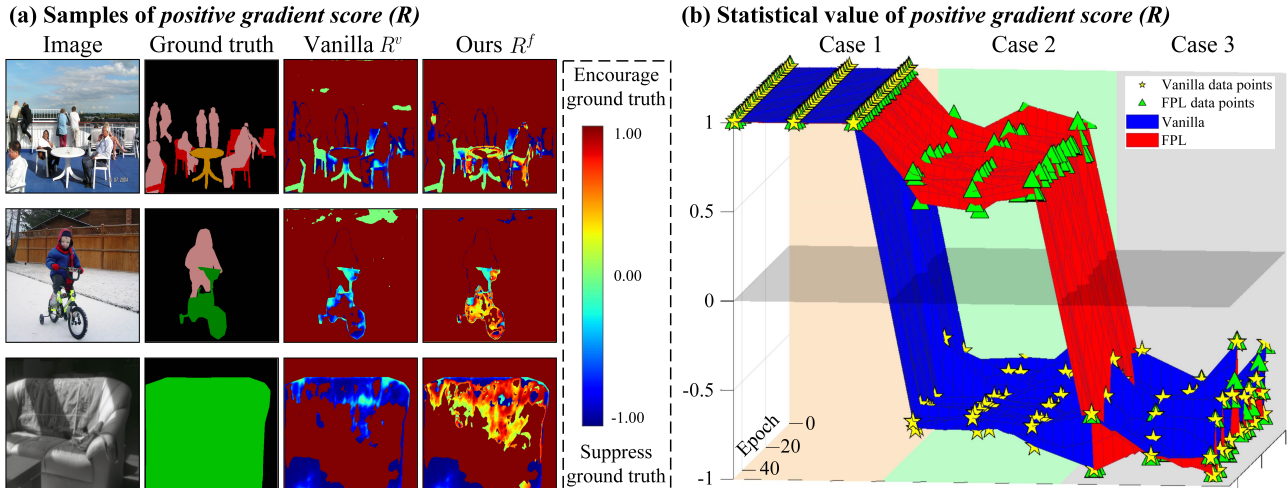 (a) Samples of positive gradient score (R)
Image
Ground truth
Vanilla R^v
Ours R^f
Encourage
ground truth
1.00
0.00
-1.00
Suppress
ground truth
(b) Statistical value of positive gradient score (R)
Case 1
Case 2
Case 3
Vanilla data points
FPL data points
Vanilla
FPL
1
0.5
0
-0.5
-1
Epoch
0
20
40